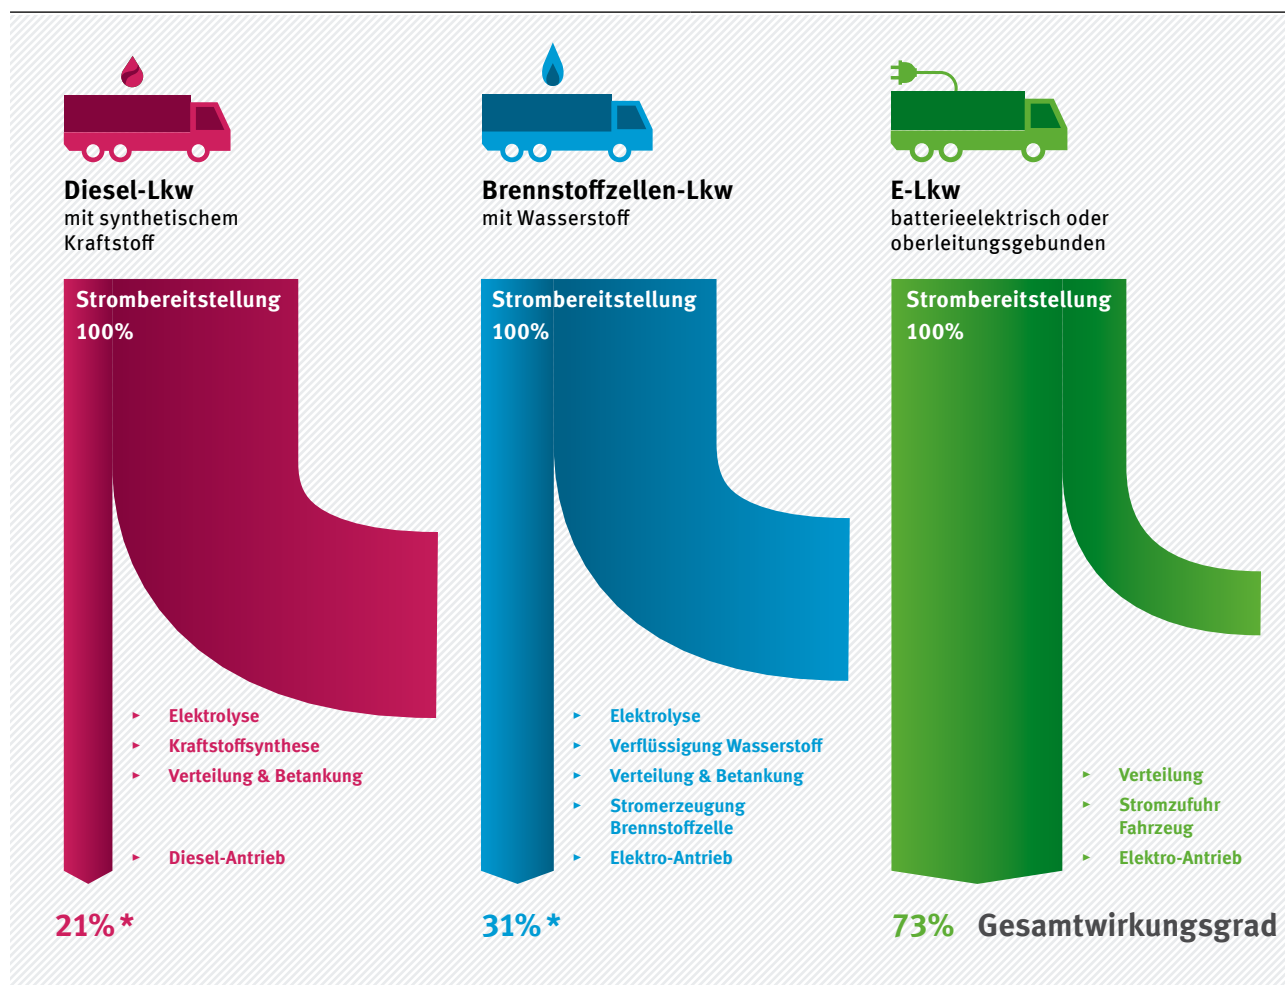 Diesel-Lkw
mit synthetischem
Kraftstoff
Strombereitstellung
100%
► Elektrolyse
► Kraftstoffsynthese
► Verteilung & Betankung
► Diesel-Antrieb
21% *
Brennstoffzellen-Lkw
mit Wasserstoff
Strombereitstellung
100%
► Elektrolyse
► Verflüssigung Wasserstoff
► Verteilung & Betankung
► Stromerzeugung
Brennstoffzelle
► Elektro-Antrieb
31% *
E-Lkw
batterieelektrisch oder
oberleitungsgebunden
Strombereitstellung
100%
► Verteilung
► Stromzufuhr
Fahrzeug
► Elektro-Antrieb
73% Gesamtwirkungsgrad